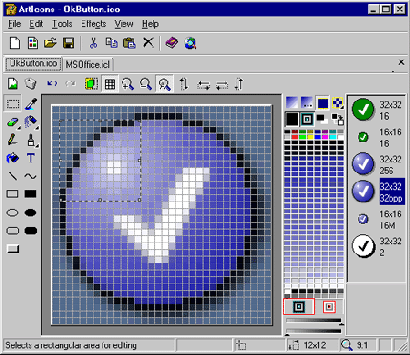 ArtIcons - OkButton.ico
File Edit Tools Effects View Help
OkButton.ico MSOffice.icl
32x32
16
16x16
16
32x32
256
32x32
32bpp
16x16
16M
32x32
2
Selects a rectangular area for editing 12x12 9.1